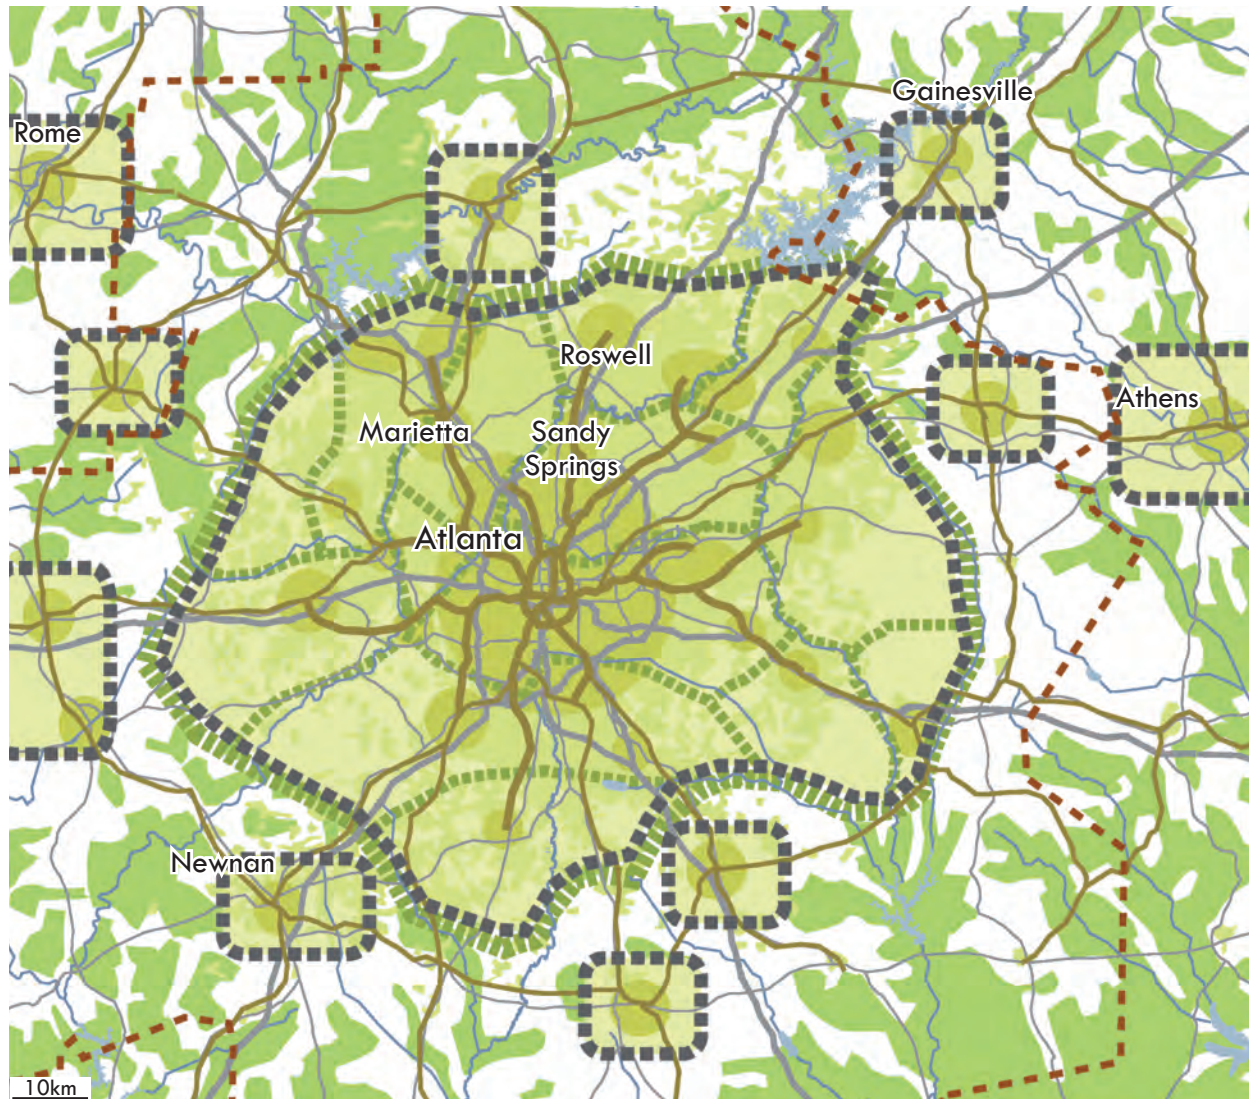 Gainesville
Rome
Roswell
Athens
Marietta
Sandy
Springs
Atlanta
Newnan
10km